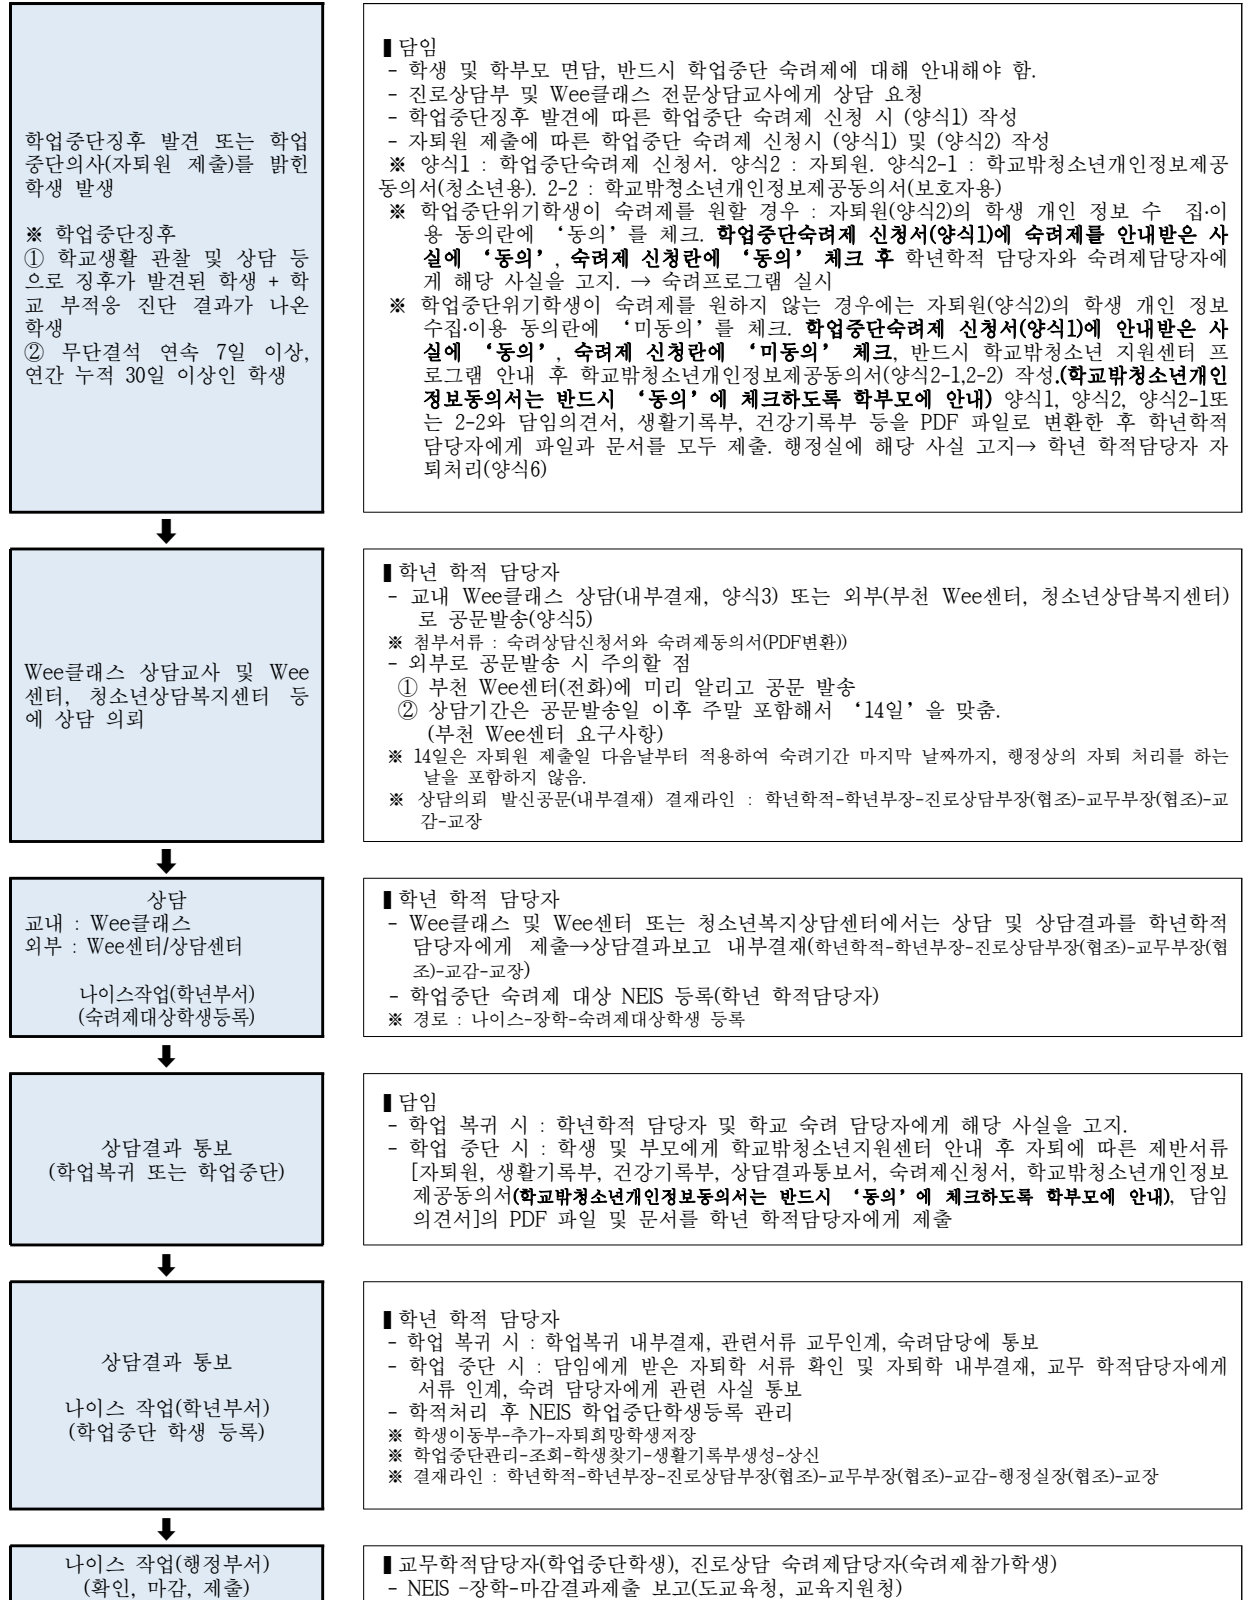 학업중단징후 발견 또는 학업
중단의사(자퇴원 제출)를 밝힌
학생 발생
※ 학업중단징후
① 학교생활 관찰 및 상담 등
으로 징후가 발견된 학생 + 학
교 부적응 진단 결과가 나온
학생
② 무단결석 연속 7일 이상,
연간 누적 30일 이상인 학생
▌담임
- 학생 및 학부모 면담, 반드시 학업중단 숙려제에 대해 안내해야 함.
- 진로상담부 및 Wee클래스 전문상담교사에게 상담 요청
- 학업중단징후 발견에 따른 학업중단 숙려제 신청 시 (양식1) 작성
- 자퇴원 제출에 따른 학업중단 숙려제 신청시 (양식1) 및 (양식2) 작성
※ 양식1 : 학업중단숙려제 신청서. 양식2 : 자퇴원. 양식2-1 : 학교밖청소년개인정보제공
동의서(청소년용). 2-2 : 학교밖청소년개인정보제공동의서(보호자용)
※ 학업중단위기학생이 숙려제를 원할 경우 : 자퇴원(양식2)의 학생 개인 정보 수 집·이
용 동의란에 ‘동의’를 체크. 학업중단숙려제 신청서(양식1)에 숙려제를 안내받은 사
실에 ‘동의’, 숙려제 신청란에 ‘동의’ 체크 후 학년학적 담당자와 숙려제담당자에
게 해당 사실을 고지. → 숙려프로그램 실시
※ 학업중단위기학생이 숙려제를 원하지 않는 경우에는 자퇴원(양식2)의 학생 개인 정보
수집·이용 동의란에 ‘미동의’를 체크. 학업중단숙려제 신청서(양식1)에 안내받은 사
실에 ‘동의’, 숙려제 신청란에 ‘미동의’ 체크, 반드시 학교밖청소년 지원센터 프
로그램 안내 후 학교밖청소년개인정보제공동의서(양식2-1,2-2) 작성.(학교밖청소년개인
정보동의서는 반드시 ‘동의’에 체크하도록 학부모에 안내) 양식1, 양식2, 양식2-1또
는 2-2와 담임의견서, 생활기록부, 건강기록부 등을 PDF 파일로 변환한 후 학년학적
담당자에게 파일과 문서를 모두 제출. 행정실에 해당 사실 고지→ 학년 학적담당자 자
퇴처리(양식6)
Wee클래스 상담교사 및 Wee
센터, 청소년상담복지센터 등
에 상담 의뢰
▌학년 학적 담당자
- 교내 Wee클래스 상담(내부결재, 양식3) 또는 외부(부천 Wee센터, 청소년상담복지센터)
로 공문발송(양식5)
※ 첨부서류 : 숙려상담신청서와 숙려제동의서(PDF변환))
- 외부로 공문발송 시 주의할 점
① 부천 Wee센터(전화)에 미리 알리고 공문 발송
② 상담기간은 공문발송일 이후 주말 포함해서 ‘14일’을 맞춤.
(부천 Wee센터 요구사항)
※ 14일은 자퇴원 제출일 다음날부터 적용하여 숙려기간 마지막 날짜까지, 행정상의 자퇴 처리를 하는
날을 포함하지 않음.
※ 상담의뢰 발신공문(내부결재) 결재라인 : 학년학적-학년부장-진로상담부장(협조)-교무부장(협조)-교
감-교장
상담
교내 : Wee클래스
외부 : Wee센터/상담센터
나이스작업(학년부서)
(숙려제대상학생등록)
▌학년 학적 담당자
- Wee클래스 및 Wee센터 또는 청소년복지상담센터에서는 상담 및 상담결과를 학년학적
담당자에게 제출→상담결과보고 내부결재(학년학적-학년부장-진로상담부장(협조)-교무부장(협
조)-교감-교장)
- 학업중단 숙려제 대상 NEIS 등록(학년 학적담당자)
※ 경로 : 나이스-장학-숙려제대상학생 등록
상담결과 통보
(학업복귀 또는 학업중단)
▌담임
- 학업 복귀 시 : 학년학적 담당자 및 학교 숙려 담당자에게 해당 사실을 고지.
- 학업 중단 시 : 학생 및 부모에게 학교밖청소년지원센터 안내 후 자퇴에 따른 제반서류
[자퇴원, 생활기록부, 건강기록부, 상담결과통보서, 숙려제신청서, 학교밖청소년개인정보
제공동의서(학교밖청소년개인정보동의서는 반드시 ‘동의’에 체크하도록 학부모에 안내), 담임
의견서]의 PDF 파일 및 문서를 학년 학적담당자에게 제출
상담결과 통보
나이스 작업(학년부서)
(학업중단 학생 등록)
▌학년 학적 담당자
- 학업 복귀 시 : 학업복귀 내부결재, 관련서류 교무인계, 숙려담당에 통보
- 학업 중단 시 : 담임에게 받은 자퇴학 서류 확인 및 자퇴학 내부결재, 교무 학적담당자에게
서류 인계, 숙려 담당자에게 관련 사실 통보
- 학적처리 후 NEIS 학업중단학생등록 관리
※ 학생이동부-추가-자퇴희망학생저장
※ 학업중단관리-조회-학생찾기-생활기록부생성-상신
※ 결재라인 : 학년학적-학년부장-진로상담부장(협조)-교무부장(협조)-교감-행정실장(협조)-교장
나이스 작업(행정부서)
(확인, 마감, 제출)
▌교무학적담당자(학업중단학생), 진로상담 숙려제담당자(숙려제참가학생)
- NEIS -장학-마감결과제출 보고(도교육청, 교육지원청)